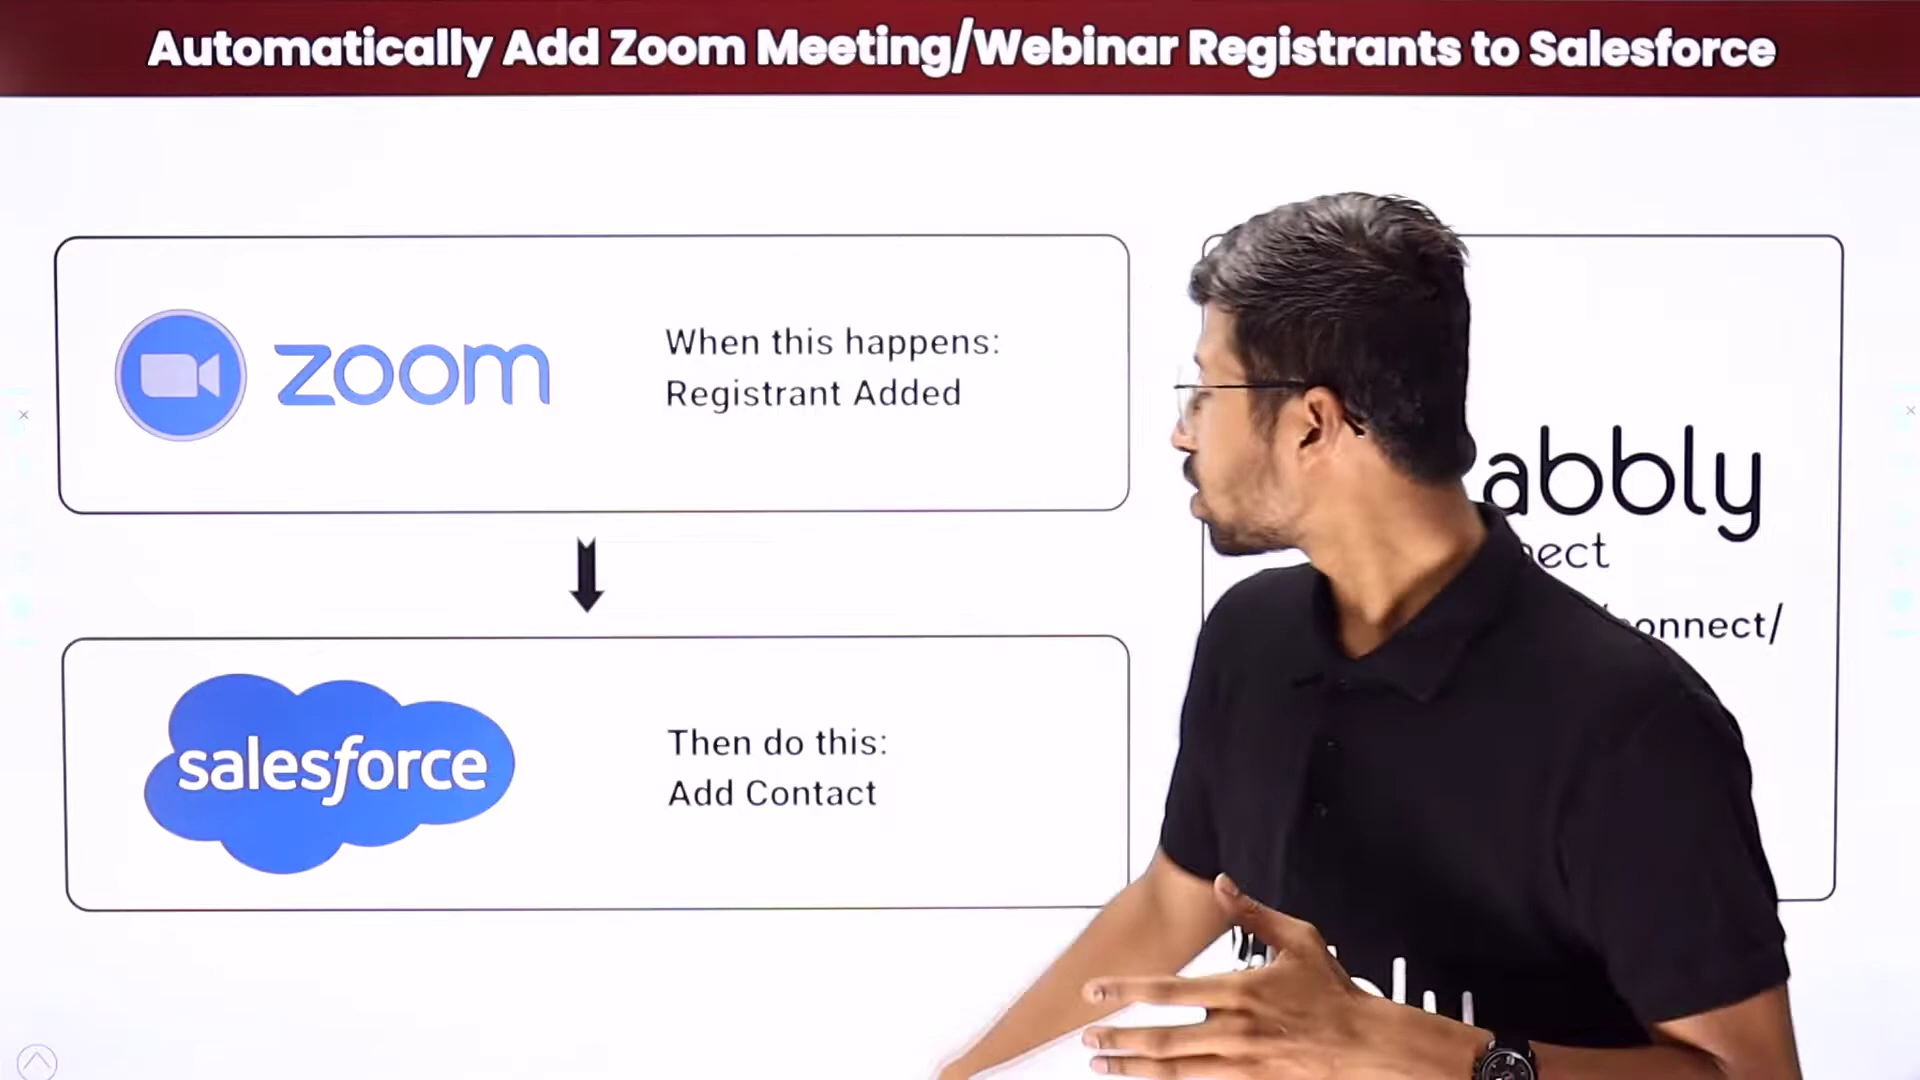 Automatically Add Zoom Meeting/Webinar Registrants to Salesforce
zoom
When this happens:
Registrant Added
salesforce
Then do this:
Add Contact
abbly
nect
onnect/